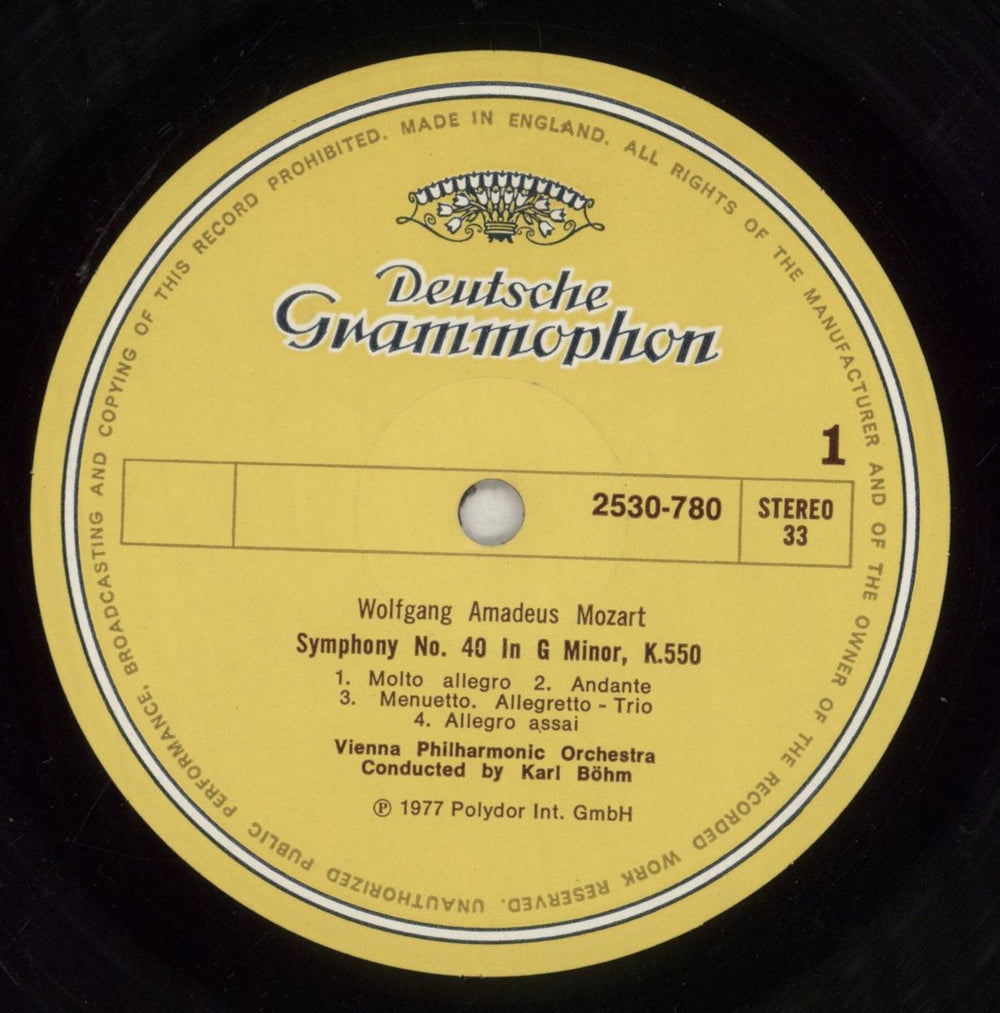 MADE IN ENGLAND. ALL RIGHTS OF THE MANUFACTURER AND OF THE OWNER OF THE RECORDED WORK RESERVED. UNAUTHORIZED PUBLIC PERFORMANCE, BROADCASTING AND COPYING OF THIS RECORD PROHIBITED.
Deutsche
Grammophon
1
2530-780
STEREO
33
Wolfgang Amadeus Mozart
Symphony No. 40 In G Minor, K.550
1. Molto allegro 2. Andante
3. Menuetto. Allegretto - Trio
4. Allegro assai
Vienna Philharmonic Orchestra
Conducted by Karl Böhm
℗ 1977 Polydor Int. GmbH